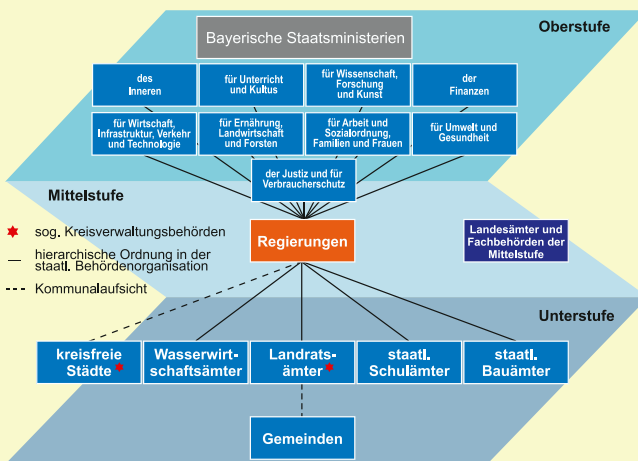 Oberstufe
Bayerische Staatsministerien
des
Inneren
für Unterricht
und Kultus
für Wissenschaft,
Forschung
und Kunst
der
Finanzen
für Wirtschaft,
Infrastruktur, Verkehr
und Technologie
für Ernährung,
Landwirtschaft
und Forsten
für Arbeit und
Sozialordnung,
Familien und Frauen
für Umwelt und
Gesundheit
der Justiz und für
Verbraucherschutz
Mittelstufe
sog. Kreisverwaltungsbehörden
hierarchische Ordnung in der
staatl. Behördenorganisation
Kommunalaufsicht
Regierungen
Landesämter und
Fachbehörden der
Mittelstufe
Unterstufe
kreisfreie
Städte
Wasserwirt-
schaftsämter
Landrats-
ämter
staatl.
Schulämter
staatl.
Bauämter
Gemeinden